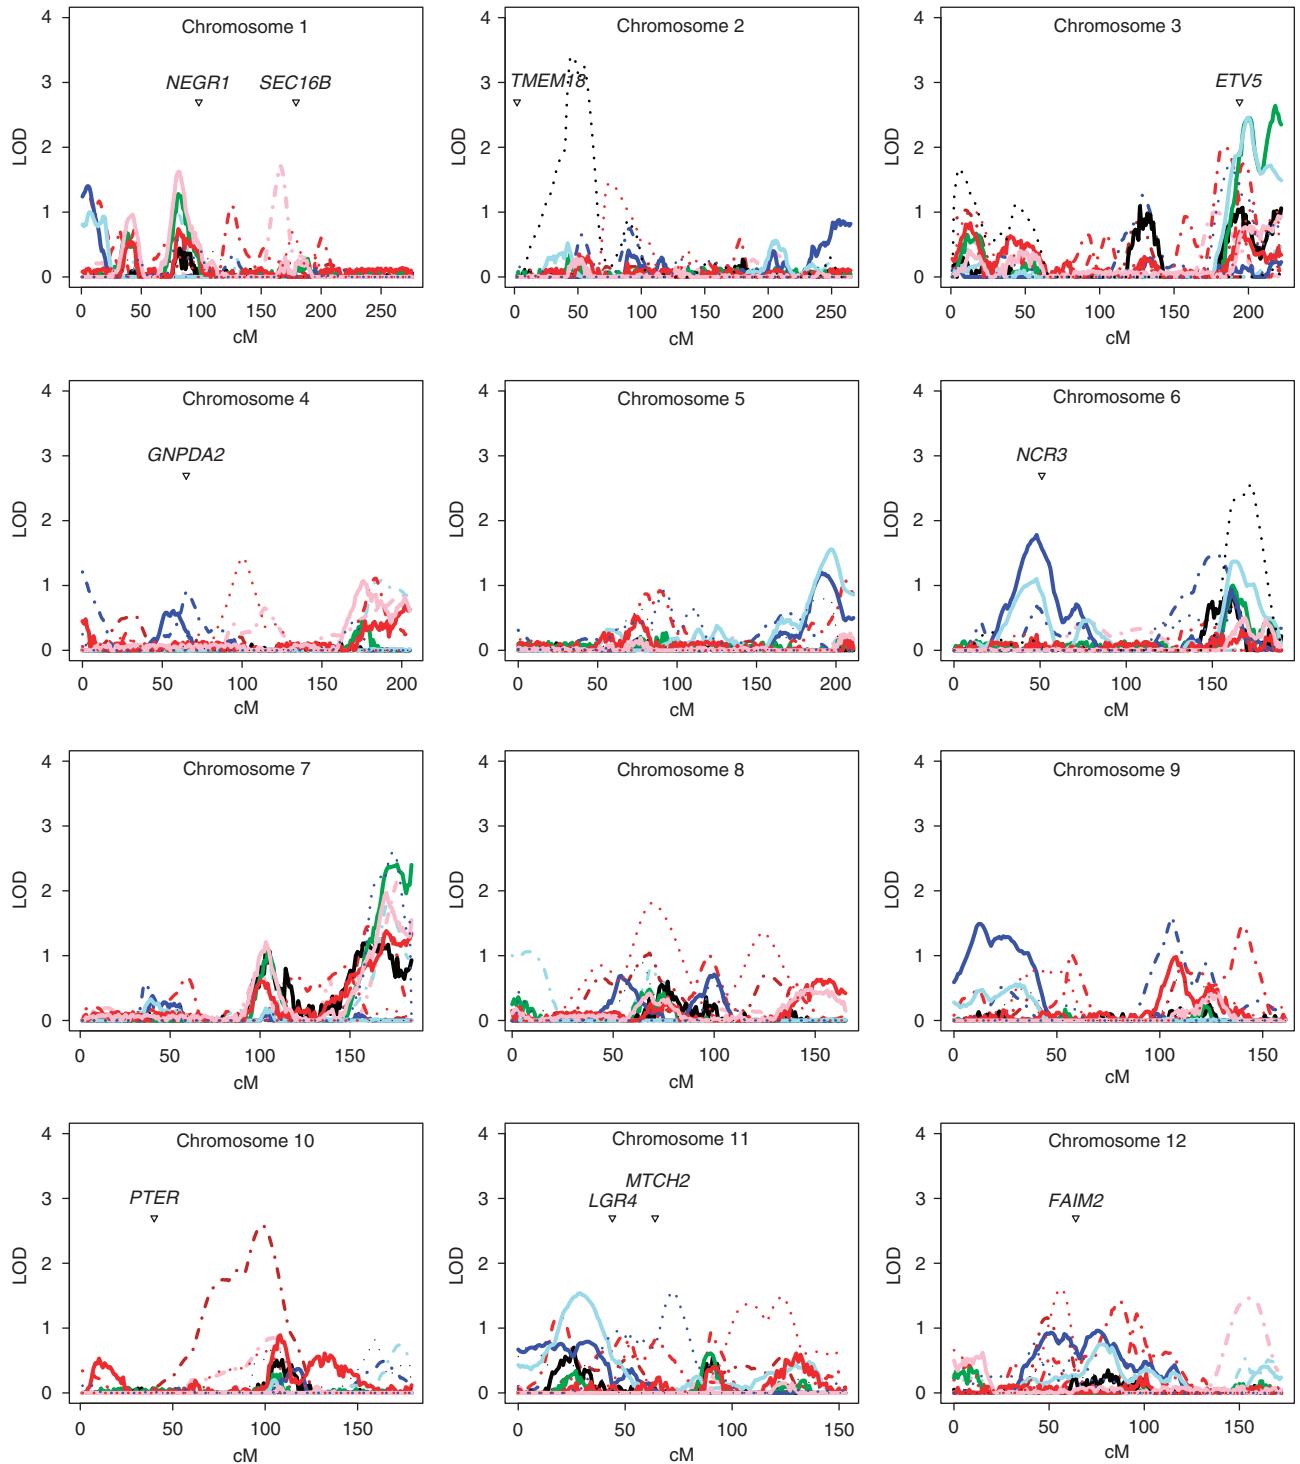 Chromosome 1
NEGR1 SEC16B
LOD
4
3
2
1
0
0 50 100 150 200 250
cM
Chromosome 2
TMEM18
LOD
4
3
2
1
0
0 50 100 150 200 250
cM
Chromosome 3
ETV5
LOD
4
3
2
1
0
0 50 100 150 200
cM
Chromosome 4
GNPDA2
LOD
4
3
2
1
0
0 50 100 150 200
cM
Chromosome 5
LOD
4
3
2
1
0
0 50 100 150 200
cM
Chromosome 6
NCR3
LOD
4
3
2
1
0
0 50 100 150
cM
Chromosome 7
LOD
4
3
2
1
0
0 50 100 150
cM
Chromosome 8
LOD
4
3
2
1
0
0 50 100 150
cM
Chromosome 9
LOD
4
3
2
1
0
0 50 100 150
cM
Chromosome 10
PTER
LOD
4
3
2
1
0
0 50 100 150
cM
Chromosome 11
MTCH2
LGR4
LOD
4
3
2
1
0
0 50 100 150
cM
Chromosome 12
FAIM2
LOD
4
3
2
1
0
0 50 100 150
cM